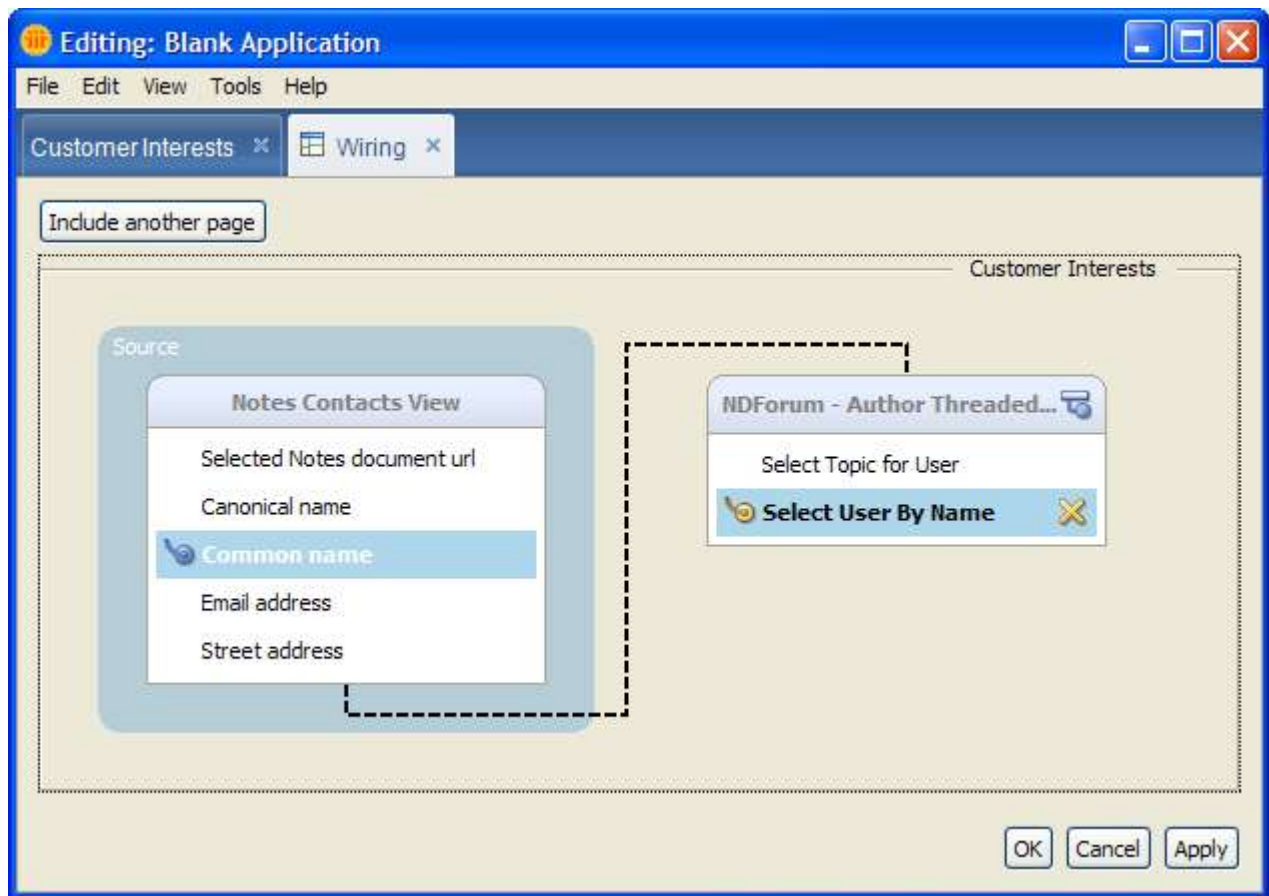 Editing: Blank Application
File Edit View Tools Help
Customer Interests Wiring
Include another page
Customer Interests
Source
Notes Contacts View
Selected Notes document url
Canonical name
Common name
Email address
Street address
NDForum - Author Threaded...
Select Topic for User
Select User By Name
OK Cancel Apply